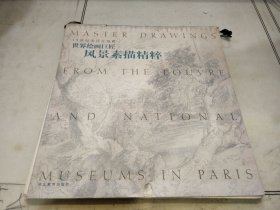 MASTER DRAWINGS
世界绘画巨匠
风景素描精粹
FROM THE LOUVRE
AND NATIONAL
MUSEUMS IN PARIS